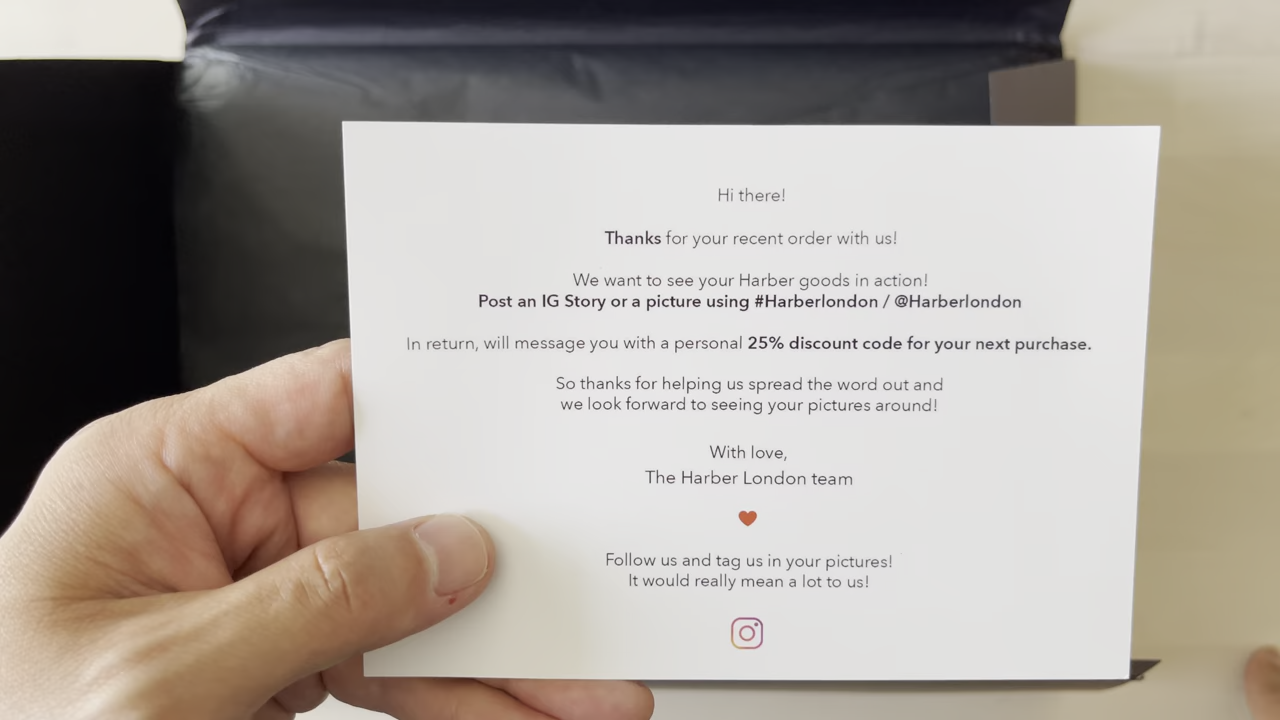 Hi there!
Thanks for your recent order with us!
We want to see your Harber goods in action!
Post an IG Story or a picture using #Harberlondon / @Harberlondon
In return, will message you with a personal 25% discount code for your next purchase.
So thanks for helping us spread the word out and
we look forward to seeing your pictures around!
With love,
The Harber London team
Follow us and tag us in your pictures!
It would really mean a lot to us!